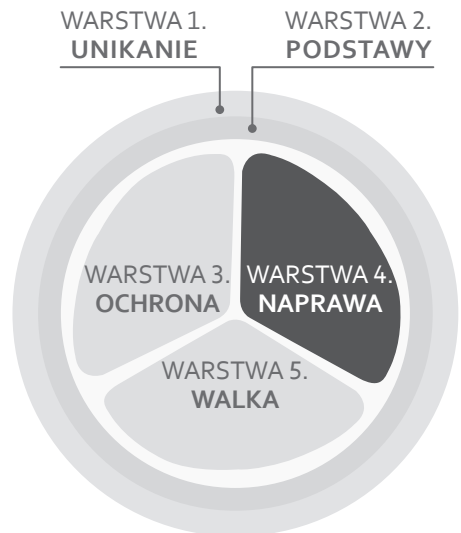 WARSTWA 1.
UNIKANIE
WARSTWA 2.
PODSTAWY
WARSTWA 3.
OCHRONA
WARSTWA 4.
NAPRAWA
WARSTWA 5.
WALKA